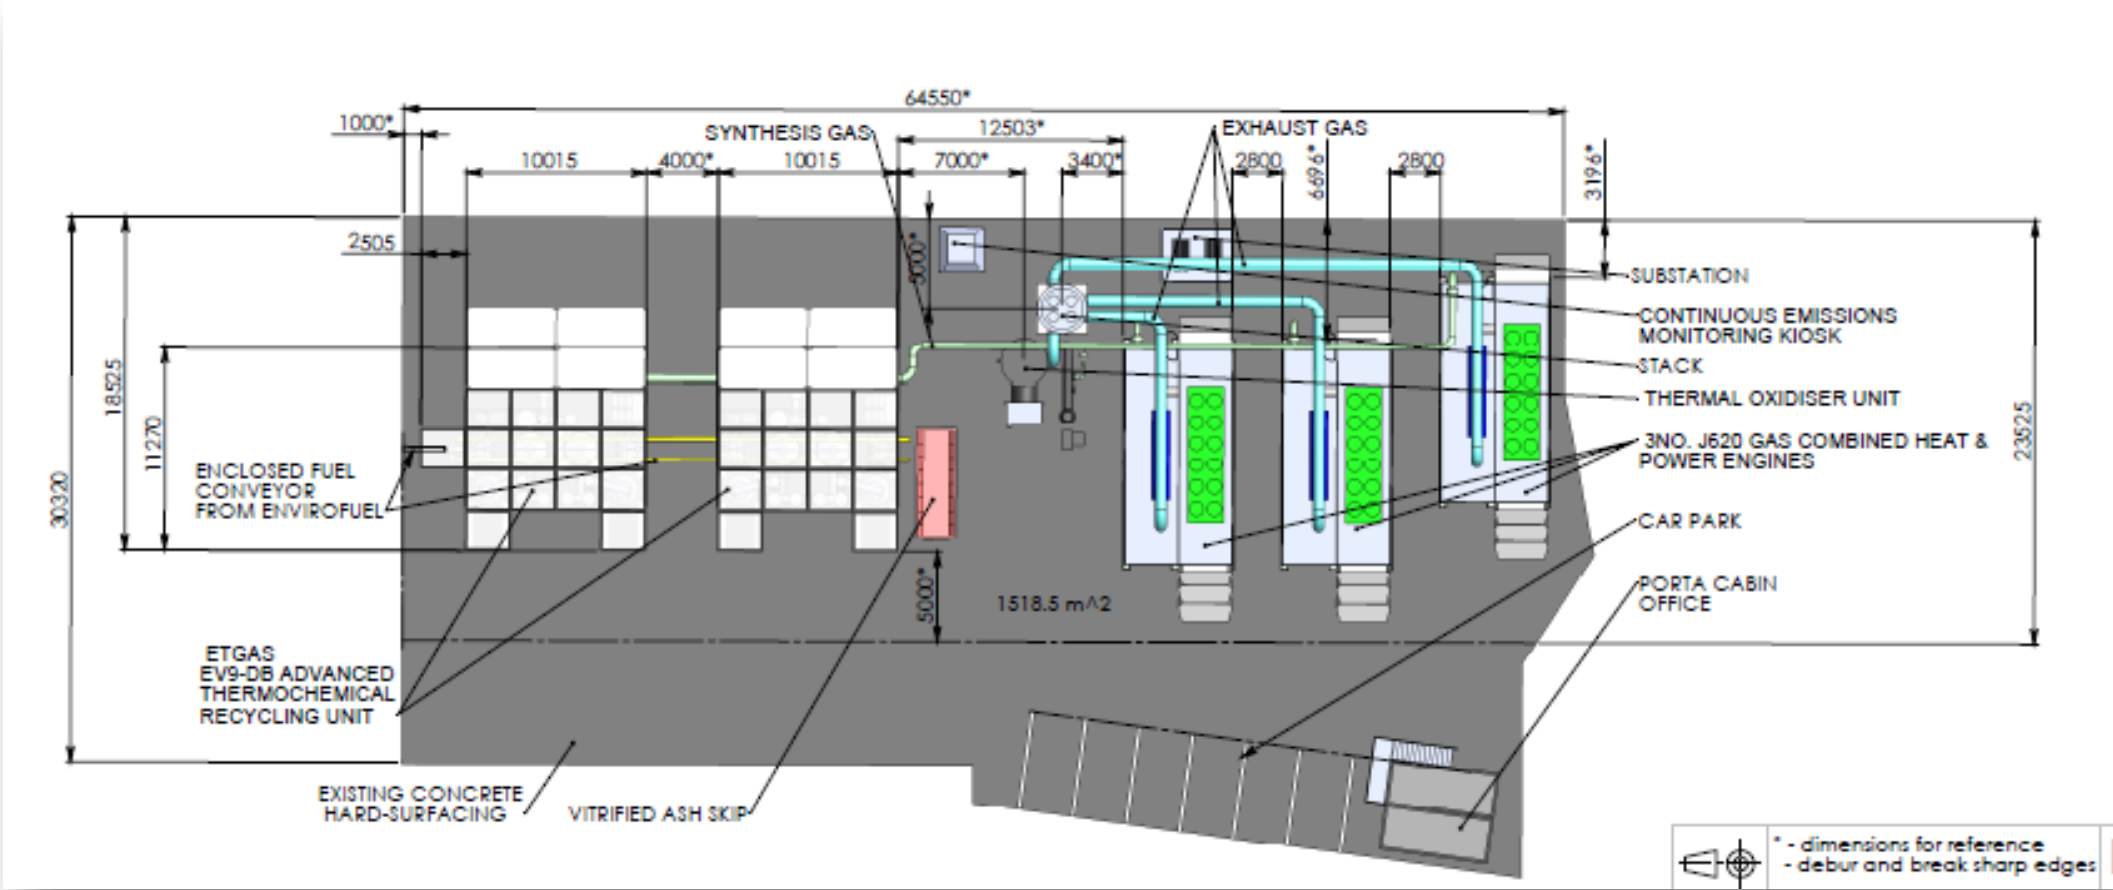 64550*
1000*
SYNTHESIS GAS
12503*
EXHAUST GAS
10015
4000*
10015
7000*
3400*
2800
6696*
2800
3196*
2505
5000*
SUBSTATION
CONTINUOUS EMISSIONS
MONITORING KIOSK
STACK
THERMAL OXIDISER UNIT
18525
11270
30320
23525
3NO. J620 GAS COMBINED HEAT &
POWER ENGINES
ENCLOSED FUEL
CONVEYOR
FROM ENVIROFUEL
CAR PARK
5000*
1518.5 m^2
PORTA CABIN
OFFICE
ETGAS
EV9-DB ADVANCED
THERMOCHEMICAL
RECYCLING UNIT
EXISTING CONCRETE
HARD-SURFACING
VITRIFIED ASH SKIP
* - dimensions for reference
- debur and break sharp edges